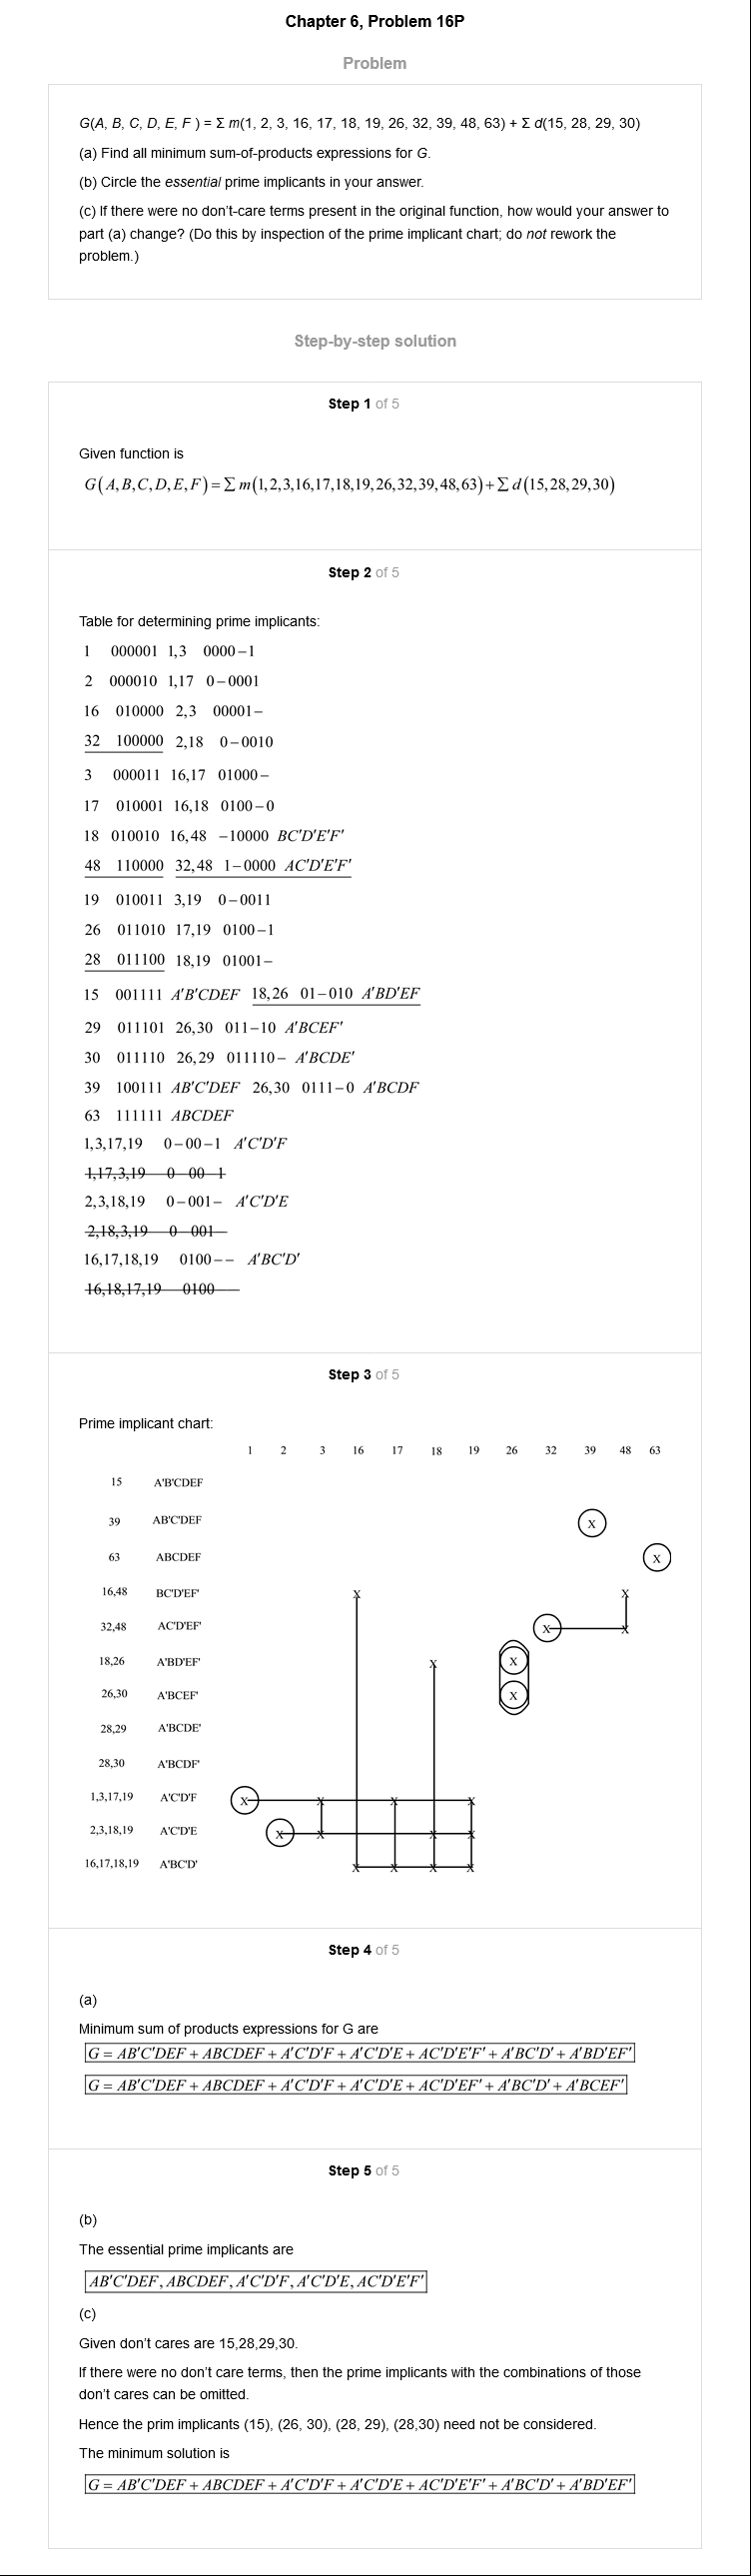 Chapter 6, Problem 16P
Problem
G(A, B, C, D, E, F ) = Σ m(1, 2, 3, 16, 17, 18, 19, 26, 32, 39, 48, 63) + Σ d(15, 28, 29, 30)
(a) Find all minimum sum-of-products expressions for G.
(b) Circle the essential prime implicants in your answer.
(c) If there were no don't-care terms present in the original function, how would your answer to
part (a) change? (Do this by inspection of the prime implicant chart; do not rework the
problem.)
Step-by-step solution
Step 1 of 5
Given function is
G(A,B,C,D,E,F)=Σm(1,2,3,16,17,18,19,26,32,39,48,63)+Σd(15,28,29,30)
Step 2 of 5
Table for determining prime implicants:
1 000001 1,3 0000−1
2 000010 1,17 0−0001
16 010000 2,3 00001−
32 100000 2,18 0−0010
3 000011 16,17 01000−
17 010001 16,18 0100−0
18 010010 16,48 −10000 BC'D'E'F'
48 110000 32,48 1−0000 AC'D'E'F'
19 010011 3,19 0−0011
26 011010 17,19 0100−1
28 011100 18,19 01001−
15 001111 A'B'CDEF 18,26 01−010 A'BD'EF
29 011101 26,30 011−10 A'BCEF'
30 011110 26,29 011110− A'BCDE'
39 100111 AB'C'DEF 26,30 0111−0 A'BCDF
63 111111 ABCDEF
1,3,17,19 0−00−1 A'C'D'F
1,17,3,19 0 00 1
2,3,18,19 0−001− A'C'D'E
2,18,3,19 0 001
16,17,18,19 0100−− A'BC'D'
16,18,17,19 0100
Step 3 of 5
Prime implicant chart:
1 2 3 16 17 18 19 26 32 39 48 63
15 A'B'CDEF
39 AB'C'DEF X
63 ABCDEF X
16,48 BC'D'EF' X X
32,48 AC'D'EF' X X
18,26 A'BD'EF' X X
26,30 A'BCEF' X
28,29 A'BCDE'
28,30 A'BCDF'
1,3,17,19 A'C'D'F X X X X
2,3,18,19 A'C'D'E X X X X
16,17,18,19 A'BC'D' X X X X
Step 4 of 5
(a)
Minimum sum of products expressions for G are
G = AB'C'DEF + ABCDEF + A'C'D'F + A'C'D'E + AC'D'E'F' + A'BC'D' + A'BD'EF'
G = AB'C'DEF + ABCDEF + A'C'D'F + A'C'D'E + AC'D'EF' + A'BC'D' + A'BCEF'
Step 5 of 5
(b)
The essential prime implicants are
AB'C'DEF, ABCDEF, A'C'D'F, A'C'D'E, AC'D'E'F'
(c)
Given don't cares are 15,28,29,30.
If there were no don't care terms, then the prime implicants with the combinations of those
don't cares can be omitted.
Hence the prim implicants (15), (26, 30), (28, 29), (28,30) need not be considered.
The minimum solution is
G = AB'C'DEF + ABCDEF + A'C'D'F + A'C'D'E + AC'D'E'F' + A'BC'D' + A'BD'EF'